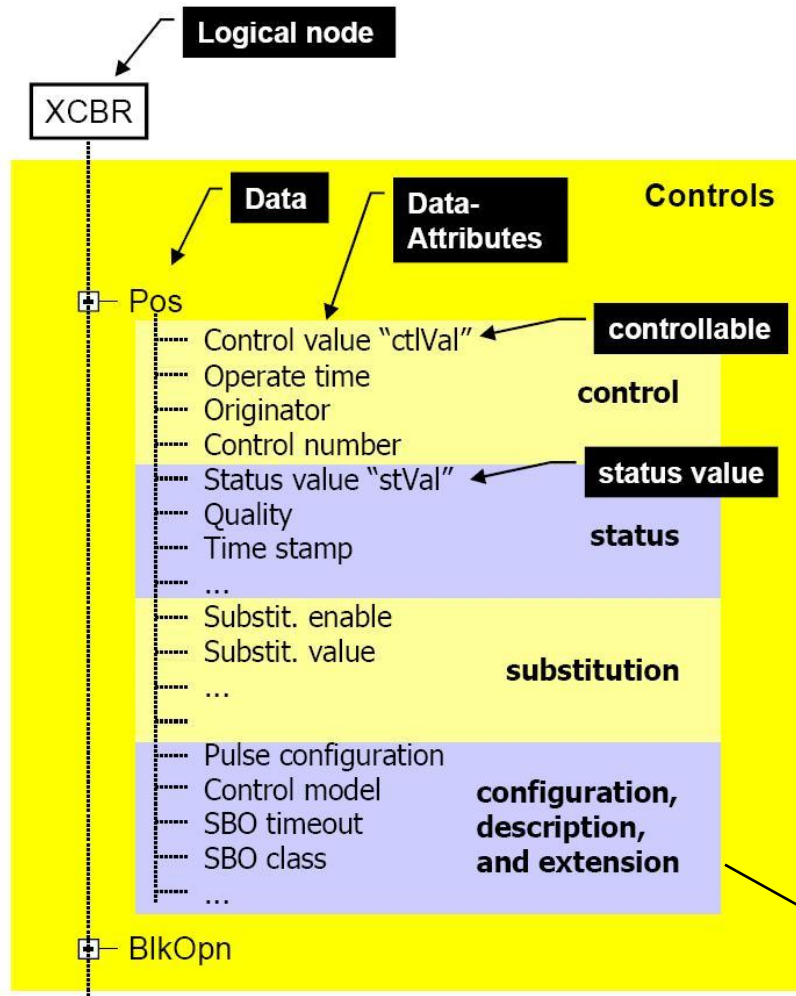 Logical node
XCBR
Data
Data-
Attributes
Controls
Pos
Control value “ctlVal”
controllable
Operate time
control
Originator
Control number
Status value “stVal”
status value
Quality
status
Time stamp
...
Substit. enable
Substit. value
substitution
...
Pulse configuration
Control model
configuration,
SBO timeout
description,
SBO class
and extension
...
BlkOpn